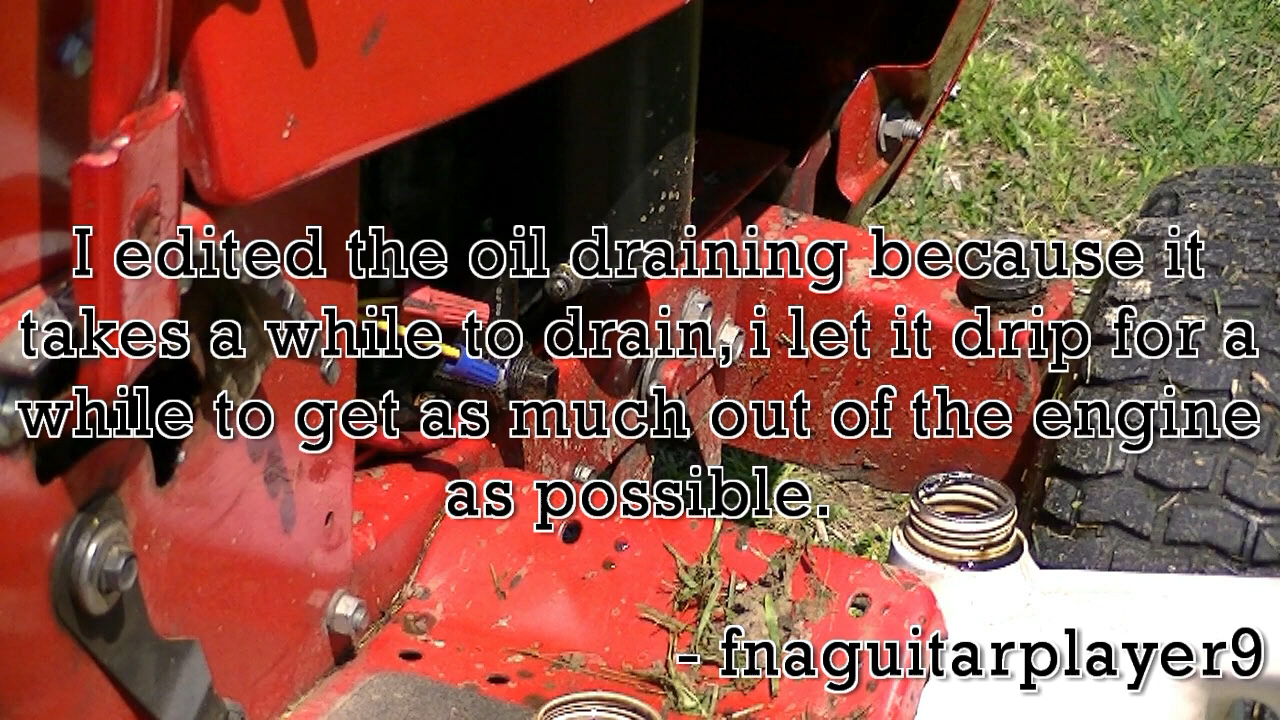 I edited the oil draining because it
takes a while to drain, i let it drip for a
while to get as much out of the engine
as possible.
- fnaguitarplayer9